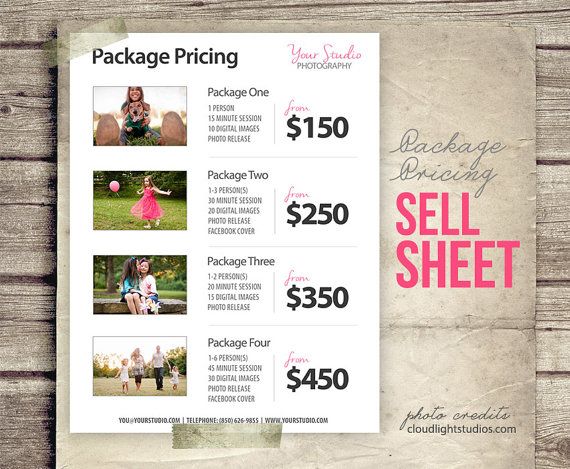 Package Pricing
Your Studio
PHOTOGRAPHY
Package One
1 PERSON
15 MINUTE SESSION
10 DIGITAL IMAGES
PHOTO RELEASE
from
$150
Package Two
1-3 PERSON(S)
30 MINUTE SESSION
20 DIGITAL IMAGES
PHOTO RELEASE
FACEBOOK COVER
from
$250
Package Three
1-2 PERSON(S)
20 MINUTE SESSION
15 DIGITAL IMAGES
PHOTO RELEASE
from
$350
Package Four
1-6 PERSON(S)
45 MINUTE SESSION
30 DIGITAL IMAGES
PHOTO RELEASE
FACEBOOK COVER
from
$450
YOU@YOURSTUDIO.COM | TELEPHONE: (850) 626-9855 | WWW.YOURSTUDIO.COM
Package
Pricing
SELL
SHEET
photo credits
cloudlightstudios.com